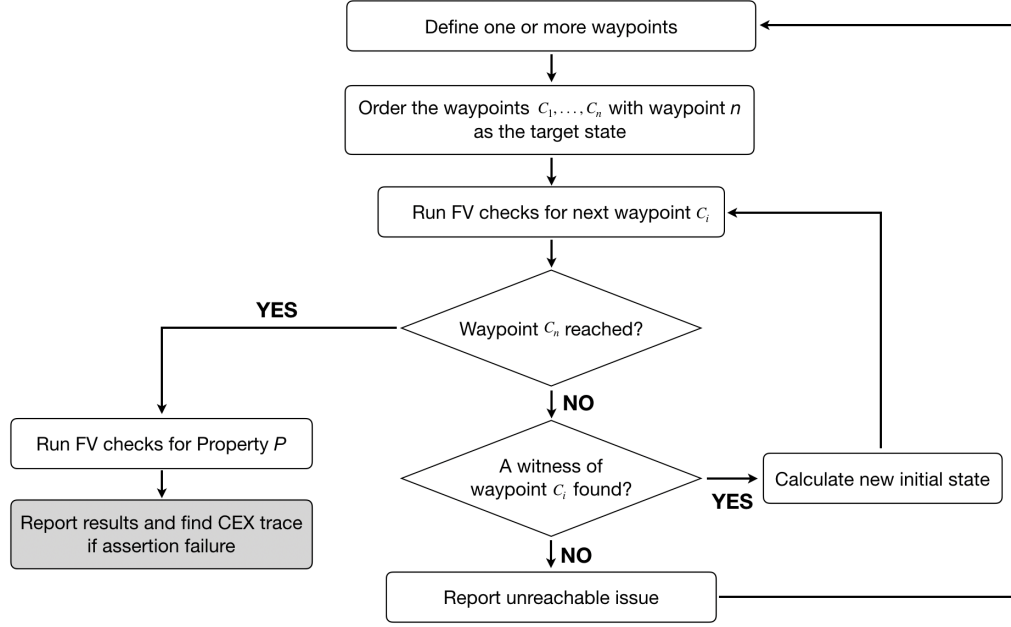 Define one or more waypoints
Order the waypoints C₁,...,Cₙ with waypoint n
as the target state
Run FV checks for next waypoint Cᵢ
YES
Waypoint Cₙ reached?
NO
Run FV checks for Property P
A witness of
waypoint Cᵢ found?
YES
Calculate new initial state
Report results and find CEX trace
if assertion failure
NO
Report unreachable issue